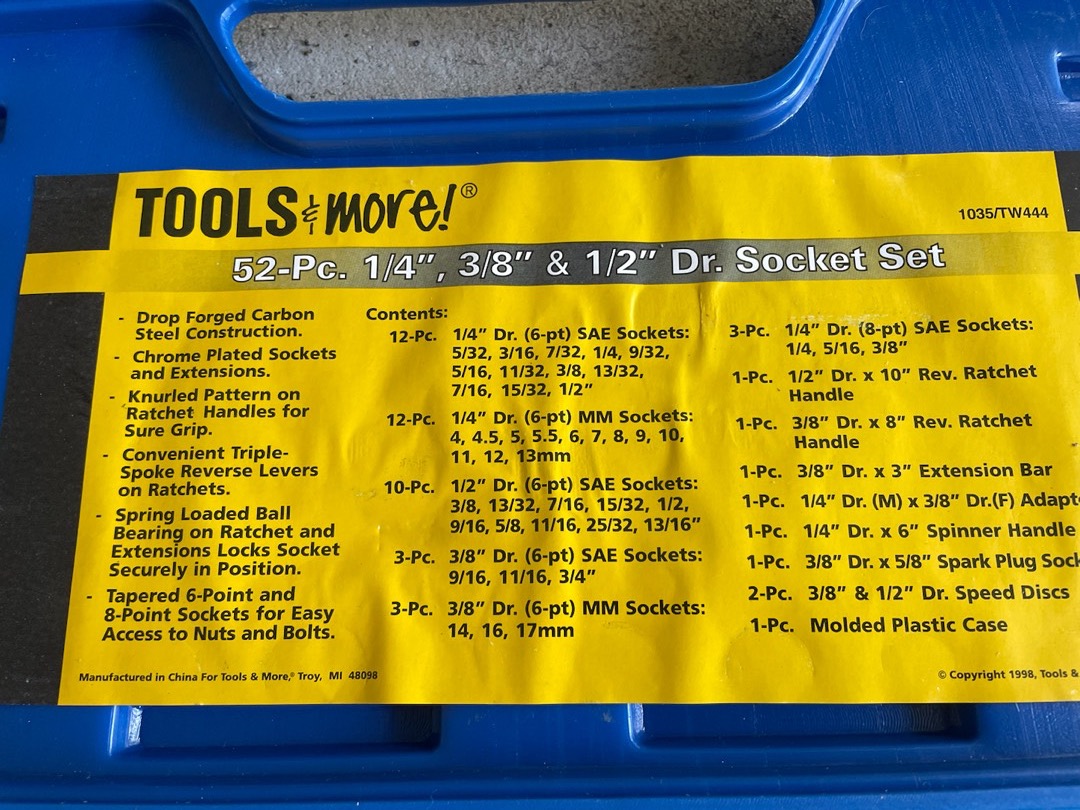 TOOLS & more!®
1035/TW444
52-Pc. 1/4", 3/8" & 1/2" Dr. Socket Set
- Drop Forged Carbon
Steel Construction.
- Chrome Plated Sockets
and Extensions.
- Knurled Pattern on
Ratchet Handles for
Sure Grip.
- Convenient Triple-
Spoke Reverse Levers
on Ratchets.
- Spring Loaded Ball
Bearing on Ratchet and
Extensions Locks Socket
Securely in Position.
- Tapered 6-Point and
8-Point Sockets for Easy
Access to Nuts and Bolts.
Contents:
12-Pc. 1/4" Dr. (6-pt) SAE Sockets:
5/32, 3/16, 7/32, 1/4, 9/32,
5/16, 11/32, 3/8, 13/32,
7/16, 15/32, 1/2"
12-Pc. 1/4" Dr. (6-pt) MM Sockets:
4, 4.5, 5, 5.5, 6, 7, 8, 9, 10,
11, 12, 13mm
10-Pc. 1/2" Dr. (6-pt) SAE Sockets:
3/8, 13/32, 7/16, 15/32, 1/2,
9/16, 5/8, 11/16, 25/32, 13/16"
3-Pc. 3/8" Dr. (6-pt) SAE Sockets:
9/16, 11/16, 3/4"
3-Pc. 3/8" Dr. (6-pt) MM Sockets:
14, 16, 17mm
3-Pc. 1/4" Dr. (8-pt) SAE Sockets:
1/4, 5/16, 3/8"
1-Pc. 1/2" Dr. x 10" Rev. Ratchet
Handle
1-Pc. 3/8" Dr. x 8" Rev. Ratchet
Handle
1-Pc. 3/8" Dr. x 3" Extension Bar
1-Pc. 1/4" Dr. (M) x 3/8" Dr.(F) Adapt
1-Pc. 1/4" Dr. x 6" Spinner Handle
1-Pc. 3/8" Dr. x 5/8" Spark Plug Sock
2-Pc. 3/8" & 1/2" Dr. Speed Discs
1-Pc. Molded Plastic Case
Manufactured in China For Tools & More,® Troy, MI 48098
© Copyright 1998, Tools &